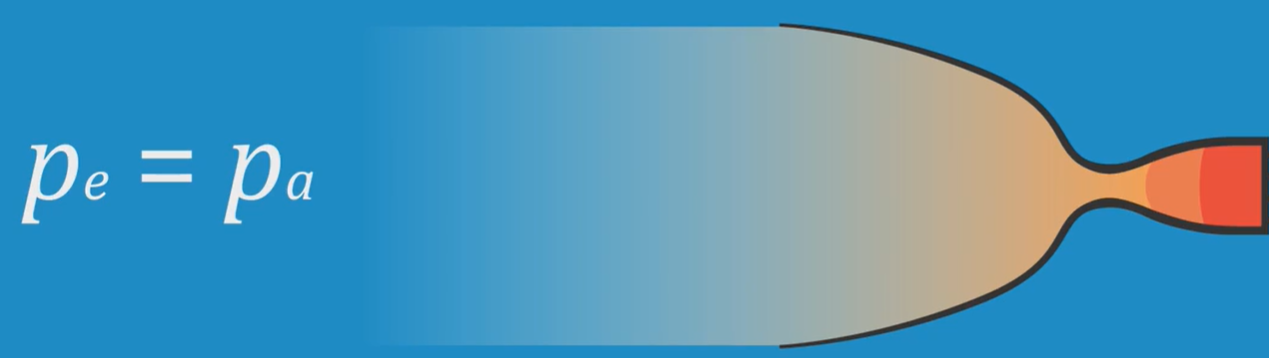 pₑ = pₐ